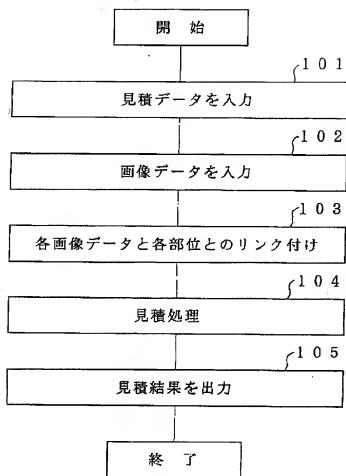 開 始
101
見積データを入力
102
画像データを入力
103
各画像データと各部位とのリンク付け
104
見積処理
105
見積結果を出力
終 了